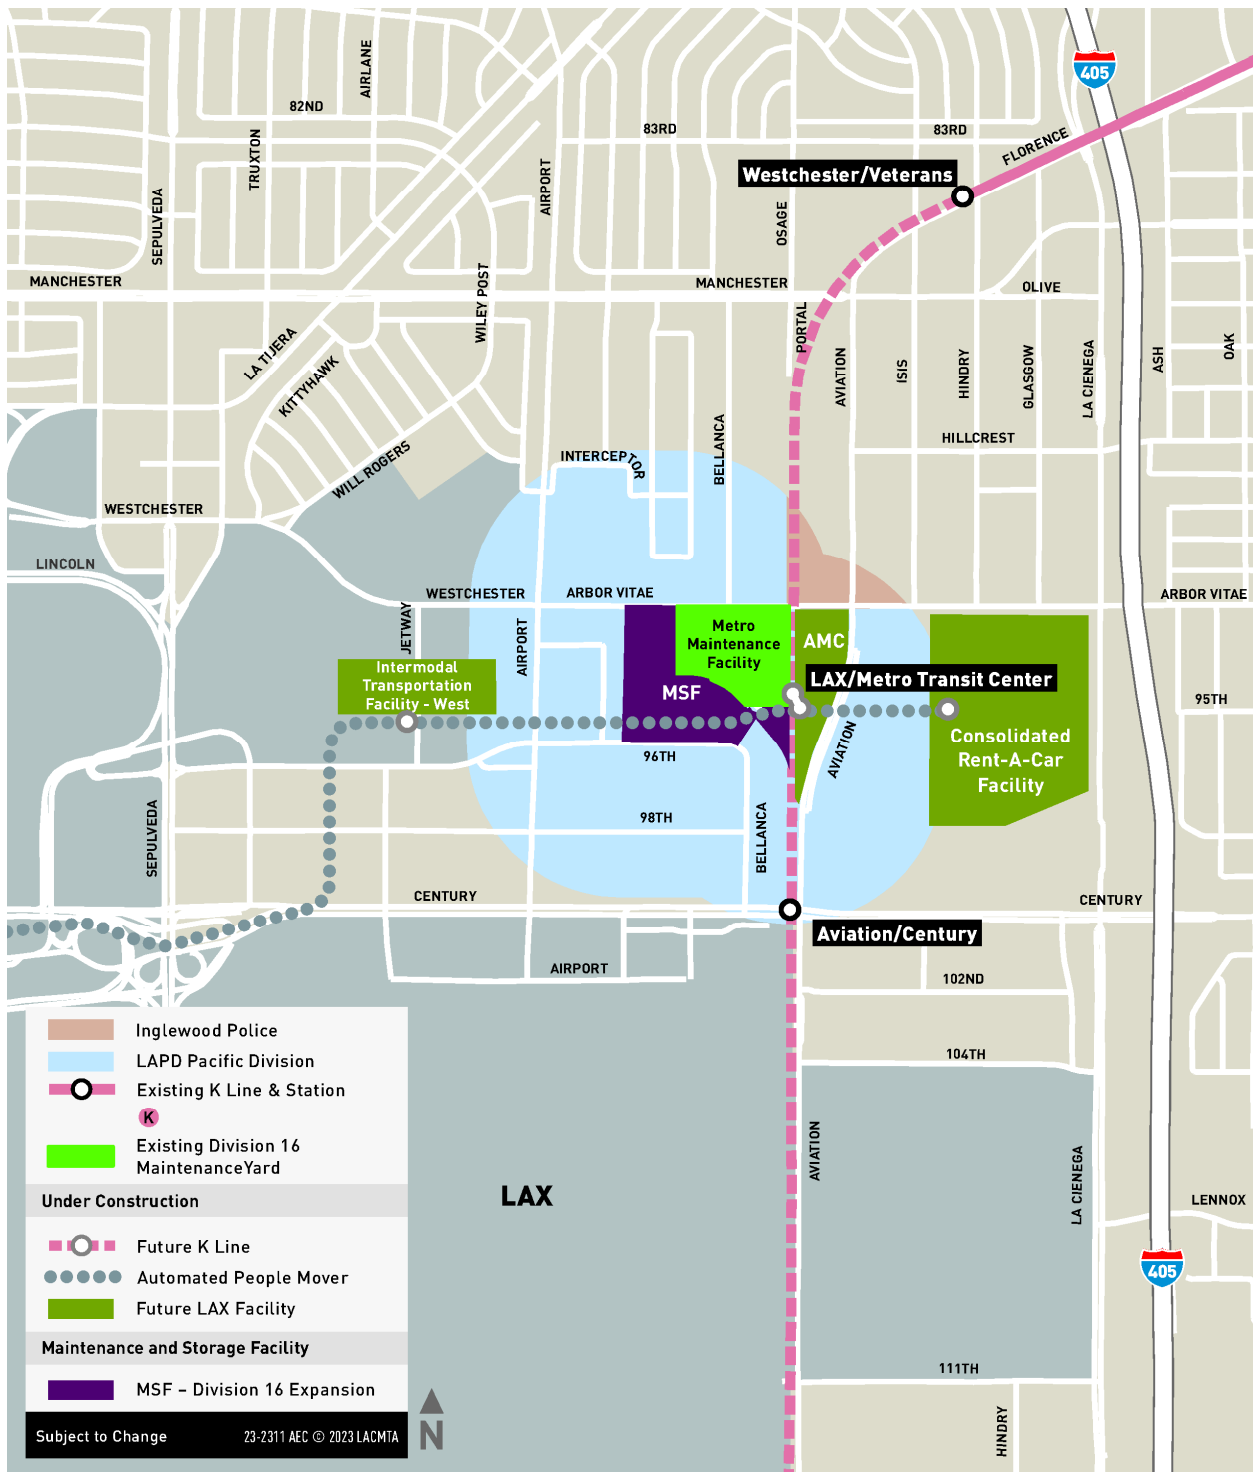 405
AIRLANE
82ND
83RD
83RD
FLORENCE
TRUXTON
AIRPORT
Westchester/Veterans
SEPULVEDA
OSAGE
MANCHESTER
MANCHESTER
OLIVE
WILEY POST
PORTAL
LA TIJERA
KITTYHAWK
AVIATION
ISIS
HINDRY
GLASGOW
LA CIENEGA
ASH
OAK
BELLANCA
HILLCREST
INTERCEPTOR
WILL ROGERS
WESTCHESTER
LINCOLN
WESTCHESTER
ARBOR VITAE
ARBOR VITAE
JETWAY
AIRPORT
Metro
Maintenance
Facility
AMC
Intermodal
Transportation
Facility - West
MSF
LAX/Metro Transit Center
95TH
AVIATION
Consolidated
Rent-A-Car
Facility
96TH
98TH
SEPULVEDA
BELLANCA
CENTURY
CENTURY
Aviation/Century
AIRPORT
102ND
104TH
AVIATION
LA CIENEGA
LAX
LENNOX
405
111TH
HINDRY
Inglewood Police
LAPD Pacific Division
Existing K Line & Station
K
Existing Division 16
MaintenanceYard
Under Construction
Future K Line
Automated People Mover
Future LAX Facility
Maintenance and Storage Facility
MSF – Division 16 Expansion
Subject to Change
23-2311 AEC © 2023 LACMTA
N